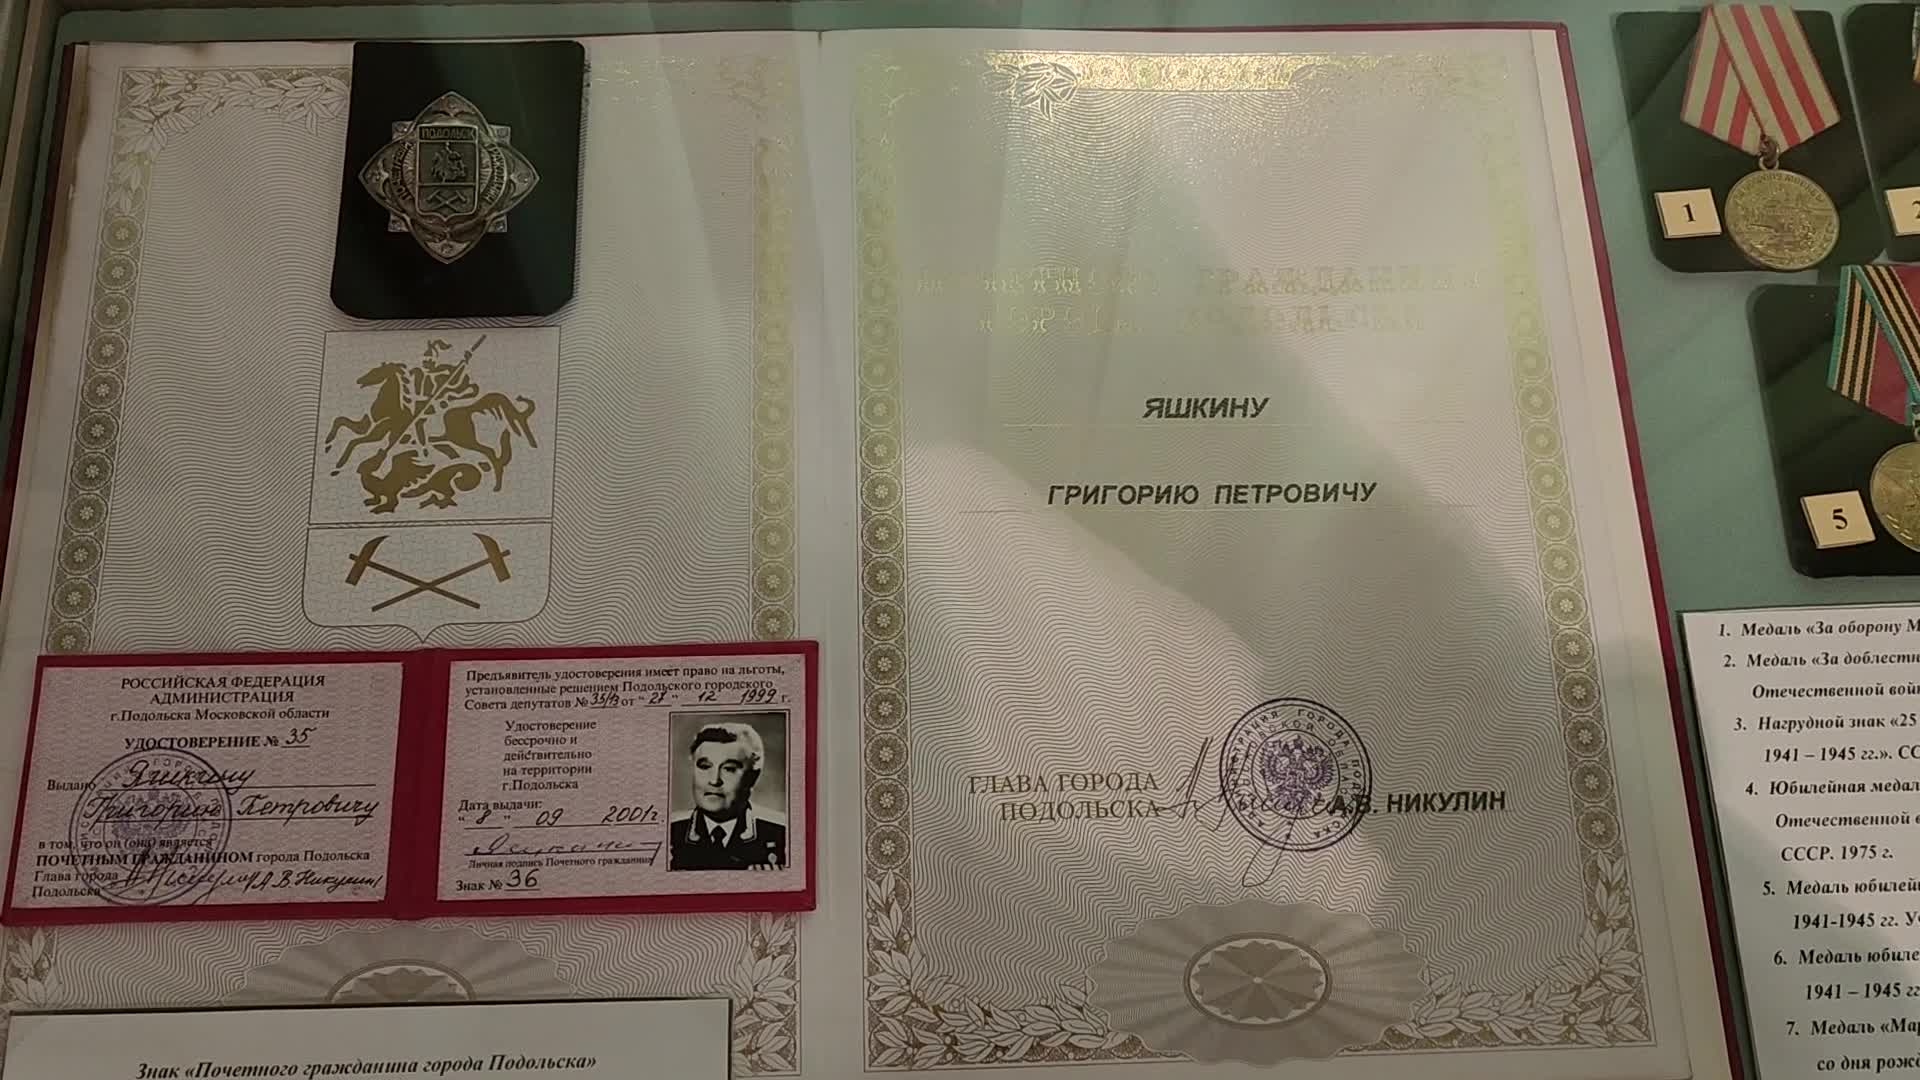 ПОДОЛЬСК
ЯШКИНУ
ГРИГОРИЮ ПЕТРОВИЧУ
ГЛАВА ГОРОДА
ПОДОЛЬСКА
А.В. НИКУЛИН
РОССИЙСКАЯ ФЕДЕРАЦИЯ
АДМИНИСТРАЦИЯ
г.Подольска Московской области
УДОСТОВЕРЕНИЕ № 35
Выдано Яшкину
Григорию Петровичу
в том, что он (она) является
ПОЧЕТНЫМ ГРАЖДАНИНОМ города Подольска
Глава города
Подольска А.В.Никулин
Предъявитель удостоверения имеет право на льготы,
установленные решением Подольского городского
Совета депутатов № 35/13 от "27" 12 1999 г.
Удостоверение
бессрочно и
действительно
на территории
г.Подольска
Дата выдачи:
"8" 09 2001г.
Личная подпись Почетного гражданина
Знак № 36
Знак «Почетного гражданина города Подольска»
1
5
1. Медаль «За оборону М
2. Медаль «За доблестн
Отечественной вой
3. Нагрудной знак «25
1941 – 1945 гг.». СС
4. Юбилейная медал
Отечественной в
СССР. 1975 г.
5. Медаль юбилей
1941-1945 гг. У
6. Медаль юбиле
1941 – 1945 гг
7. Медаль «Мар
со дня рож